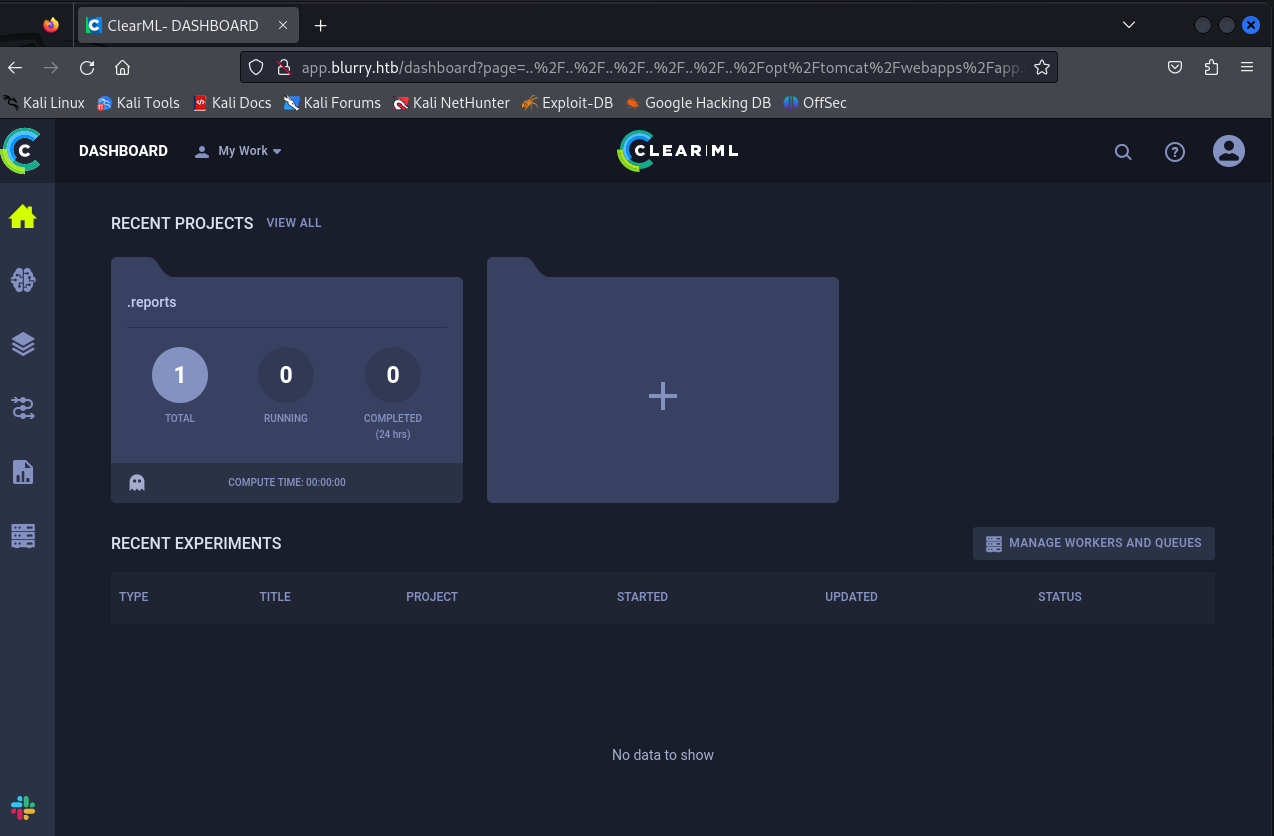 ClearML- DASHBOARD
app.blurry.htb/dashboard?page=..%2F..%2F..%2F..%2F..%2F..%2Fopt%2Ftomcat%2Fwebapps%2Fapp.
Kali Linux Kali Tools Kali Docs Kali Forums Kali NetHunter Exploit-DB Google Hacking DB OffSec
DASHBOARD My Work CLEAR|ML
RECENT PROJECTS VIEW ALL
.reports
1 0 0
TOTAL RUNNING COMPLETED
(24 hrs)
COMPUTE TIME: 00:00:00
RECENT EXPERIMENTS MANAGE WORKERS AND QUEUES
TYPE TITLE PROJECT STARTED UPDATED STATUS
No data to show